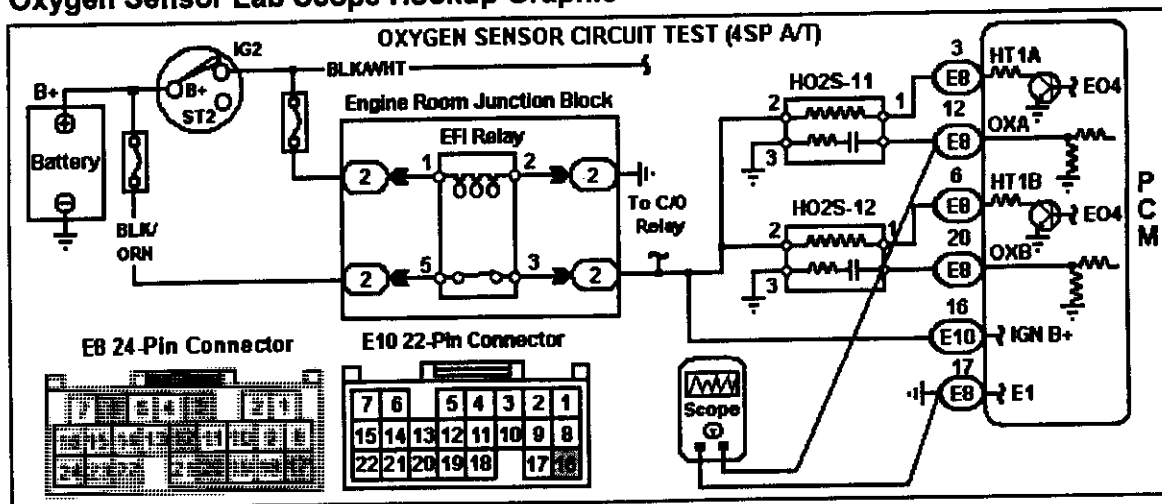 Oxygen Sensor Lab Scope Hookup Graphic
OXYGEN SENSOR CIRCUIT TEST (4SP A/T)
IG2
BLK/WHT
B+
B+
ST2
Battery
BLK/
ORN
Engine Room Junction Block
EFI Relay
2 1 2 2
2 5 3 2
To C/O
Relay
HO2S-11
2 1
3
HO2S-12
2 1
3
3
E8 HT1A
EO4
12
E8 OXA
6
E8 HT1B
EO4
20
E8 OXB
16
E10 IGN B+
17
E8 E1
PCM
Scope
G
E8 24-Pin Connector
E10 22-Pin Connector
7 6 5 4 3 2 1
15 14 13 12 11 10 9 8
22 21 20 19 18 17 16